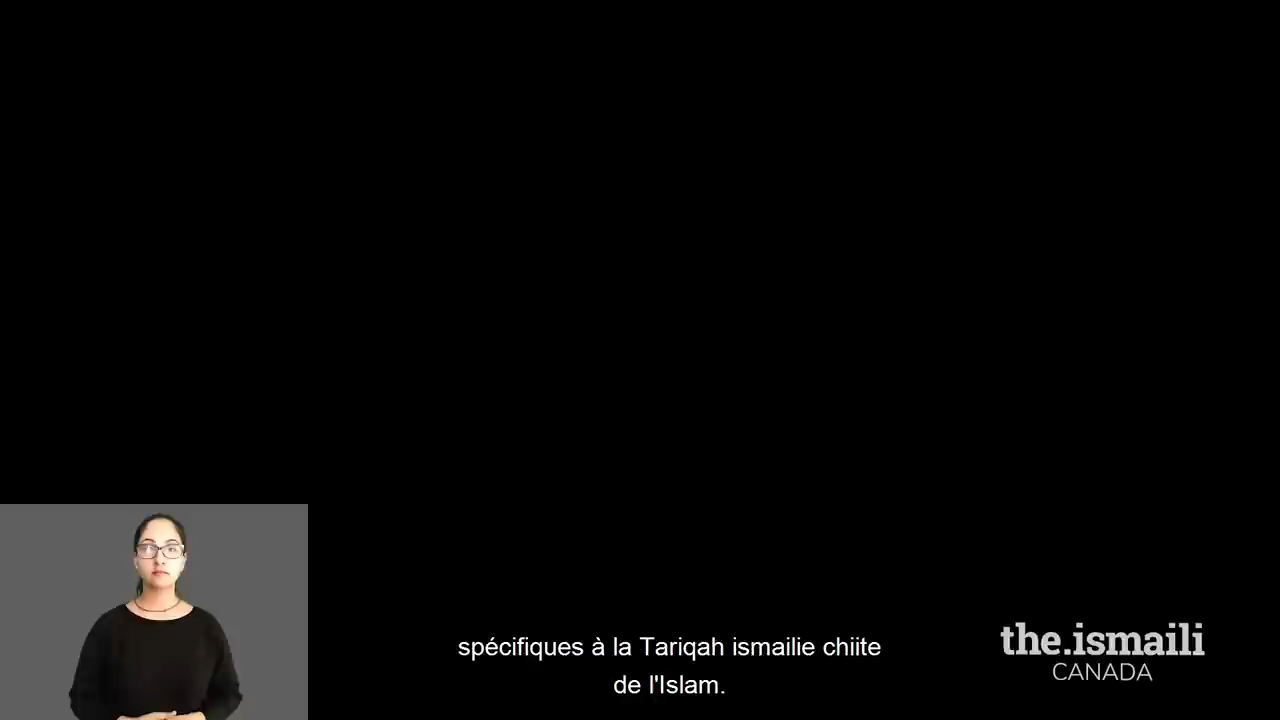 spécifiques à la Tariqah ismailie chiite
de l'Islam.
the.ismaili
CANADA